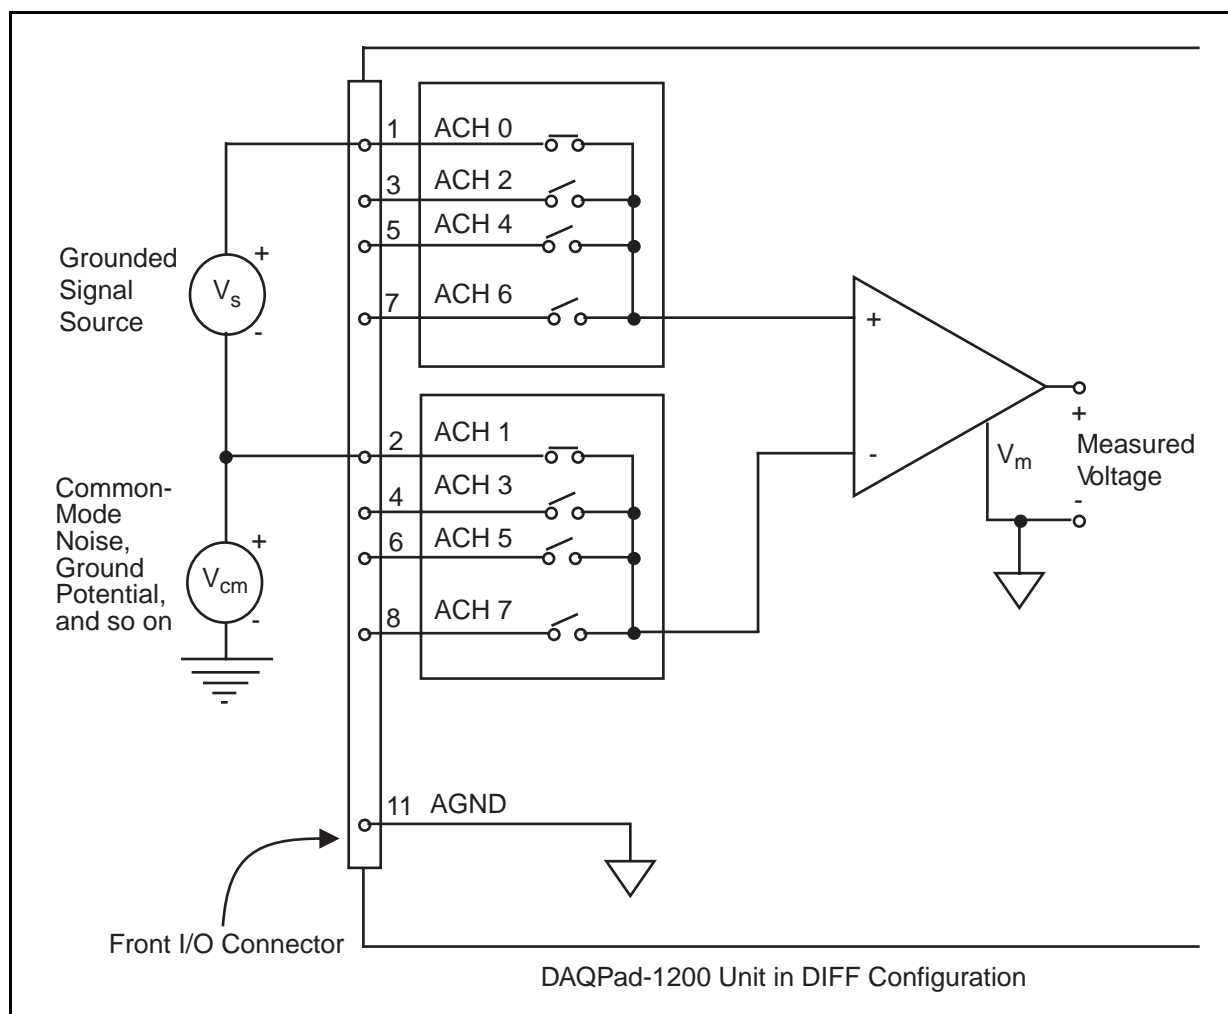 1 ACH 0
3 ACH 2
5 ACH 4
7 ACH 6
Grounded
Signal
Source
+
Vs
-
+
-
+
Vm
-
Measured
Voltage
2 ACH 1
4 ACH 3
6 ACH 5
8 ACH 7
Common-
Mode
Noise,
Ground
Potential,
and so on
+
Vcm
-
11 AGND
Front I/O Connector
DAQPad-1200 Unit in DIFF Configuration